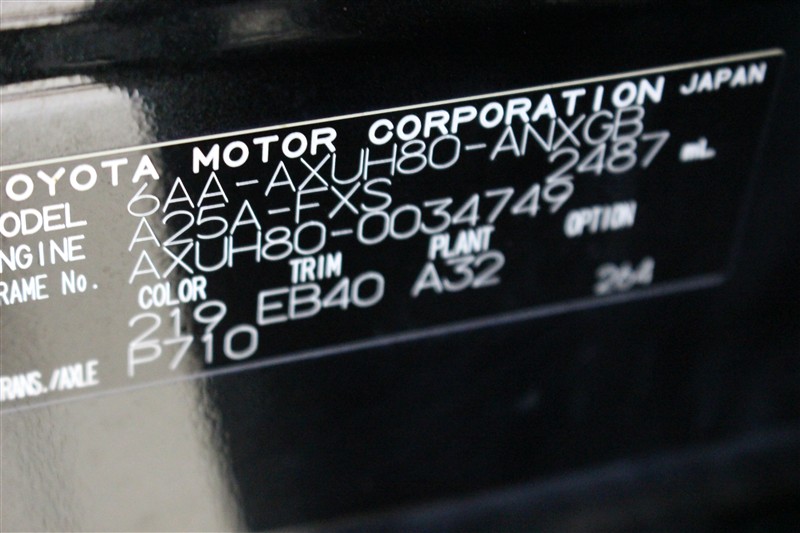 TOYOTA MOTOR CORPORATION JAPAN
MODEL 6AA-AXUH80-ANXGB
ENGINE A25A-FXS 2487 mL
FRAME No. AXUH80-0034749
COLOR TRIM PLANT OPTION
219 EB40 A32 264
TRANS./AXLE P710